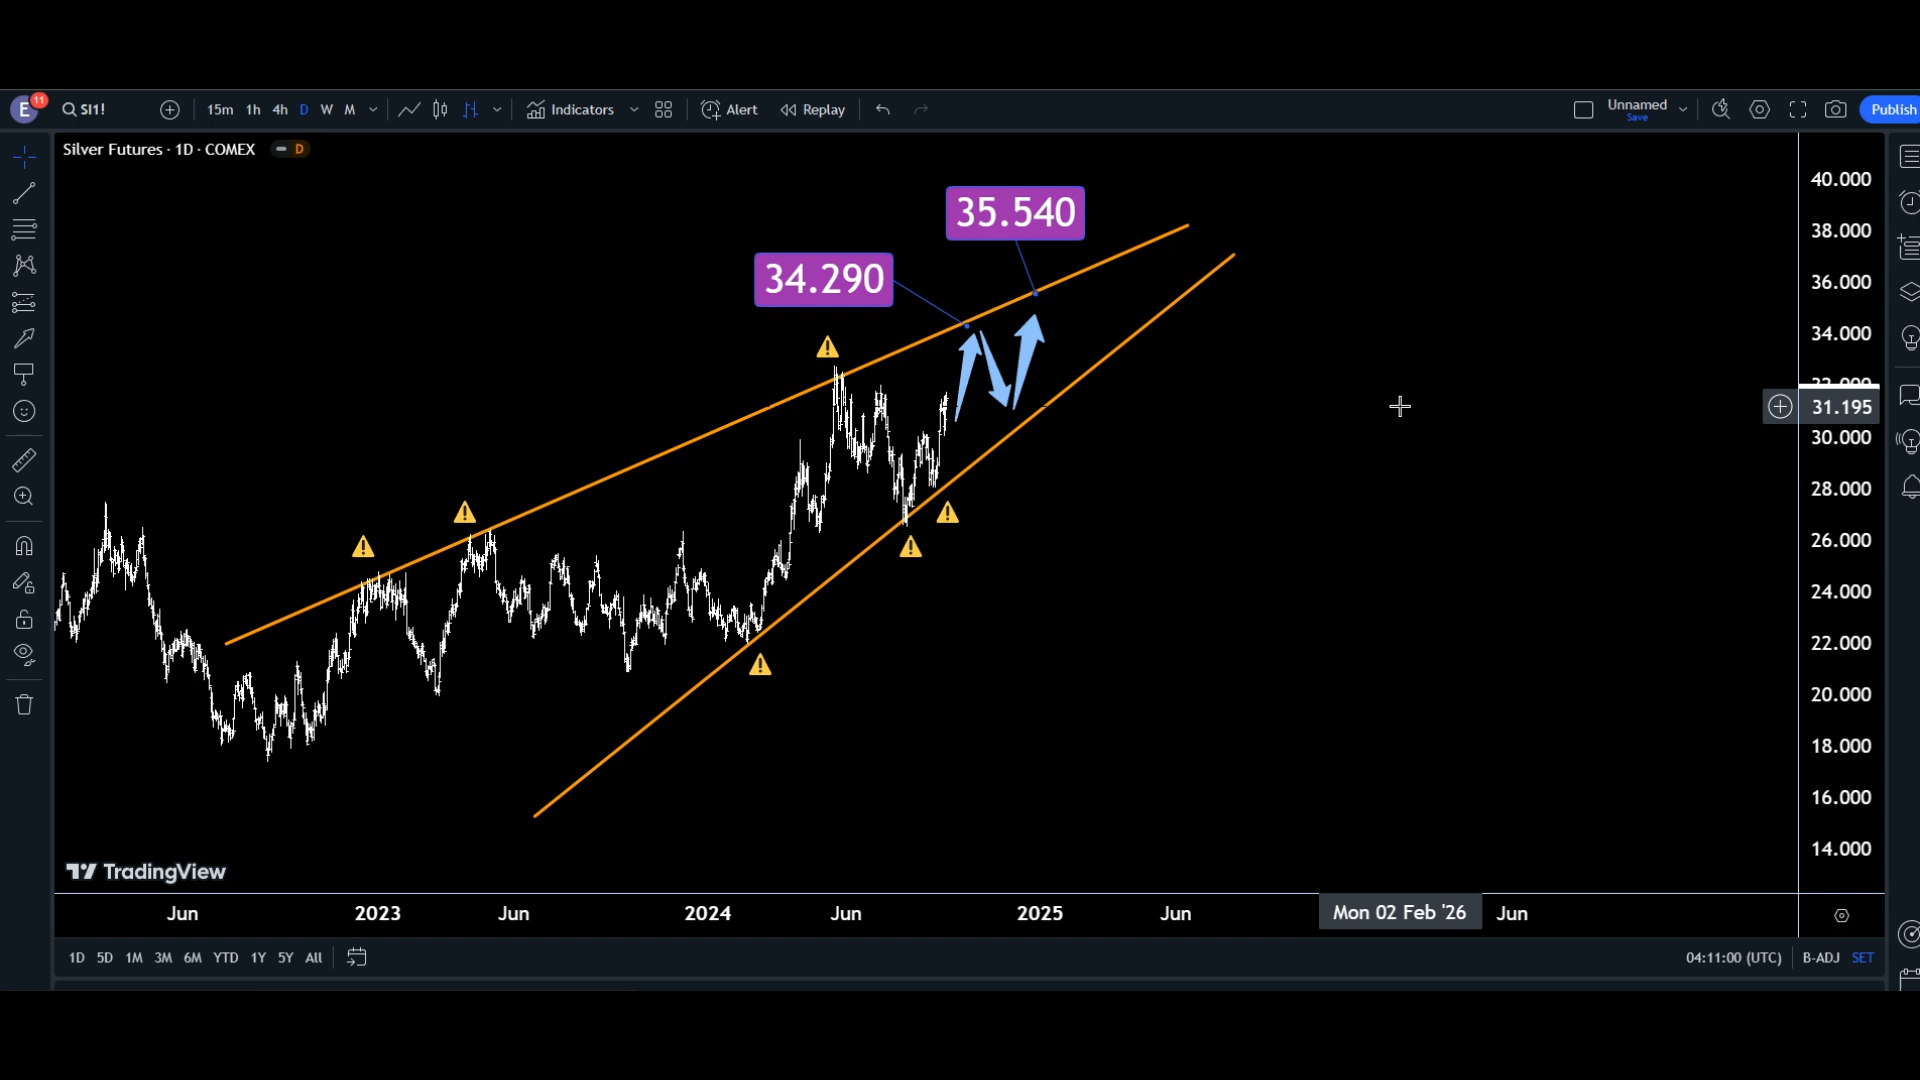 E 11 SI1! 15m 1h 4h D W M Indicators Alert Replay Unnamed Publish
Save
Silver Futures · 1D · COMEX D
40.000
35.540
38.000
34.290
36.000
34.000
31.195
30.000
28.000
26.000
24.000
22.000
20.000
18.000
16.000
14.000
TradingView
Jun 2023 Jun 2024 Jun 2025 Jun Mon 02 Feb '26 Jun
1D 5D 1M 3M 6M YTD 1Y 5Y All 04:11:00 (UTC) B-ADJ SET